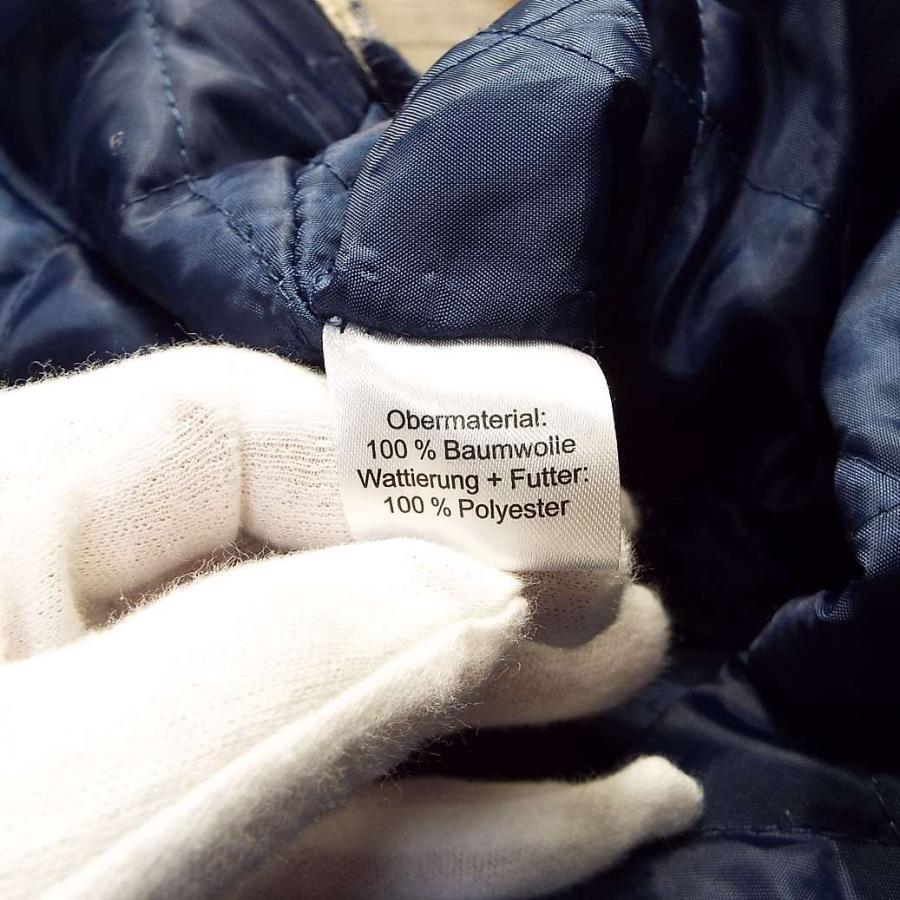 Obermaterial:
100 % Baumwolle
Wattierung + Futter:
100 % Polyester